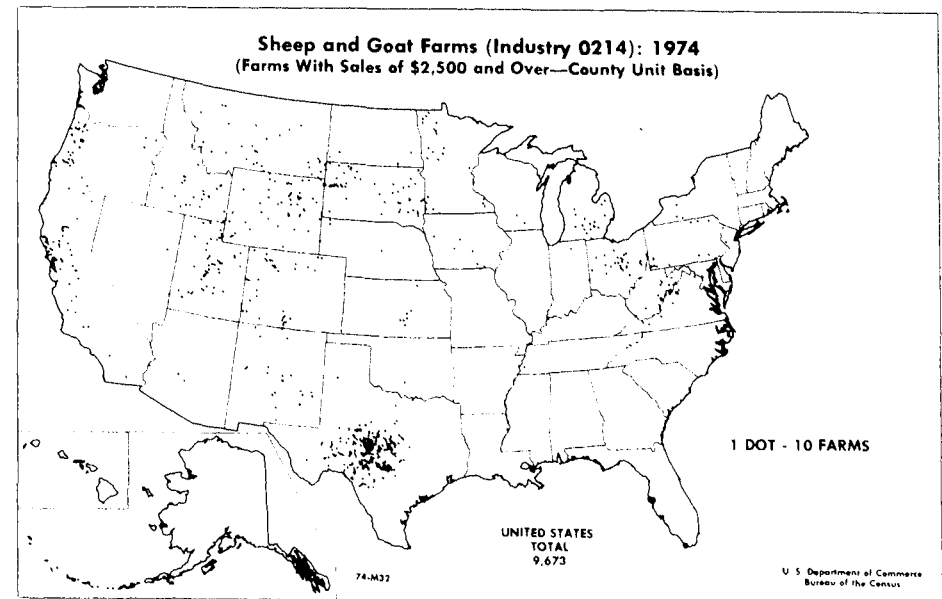 Sheep and Goat Farms (Industry 0214): 1974
(Farms With Sales of $2,500 and Over—County Unit Basis)
1 DOT - 10 FARMS
UNITED STATES
TOTAL
9,673
74-M32
U S Department of Commerce
Bureau of the Census